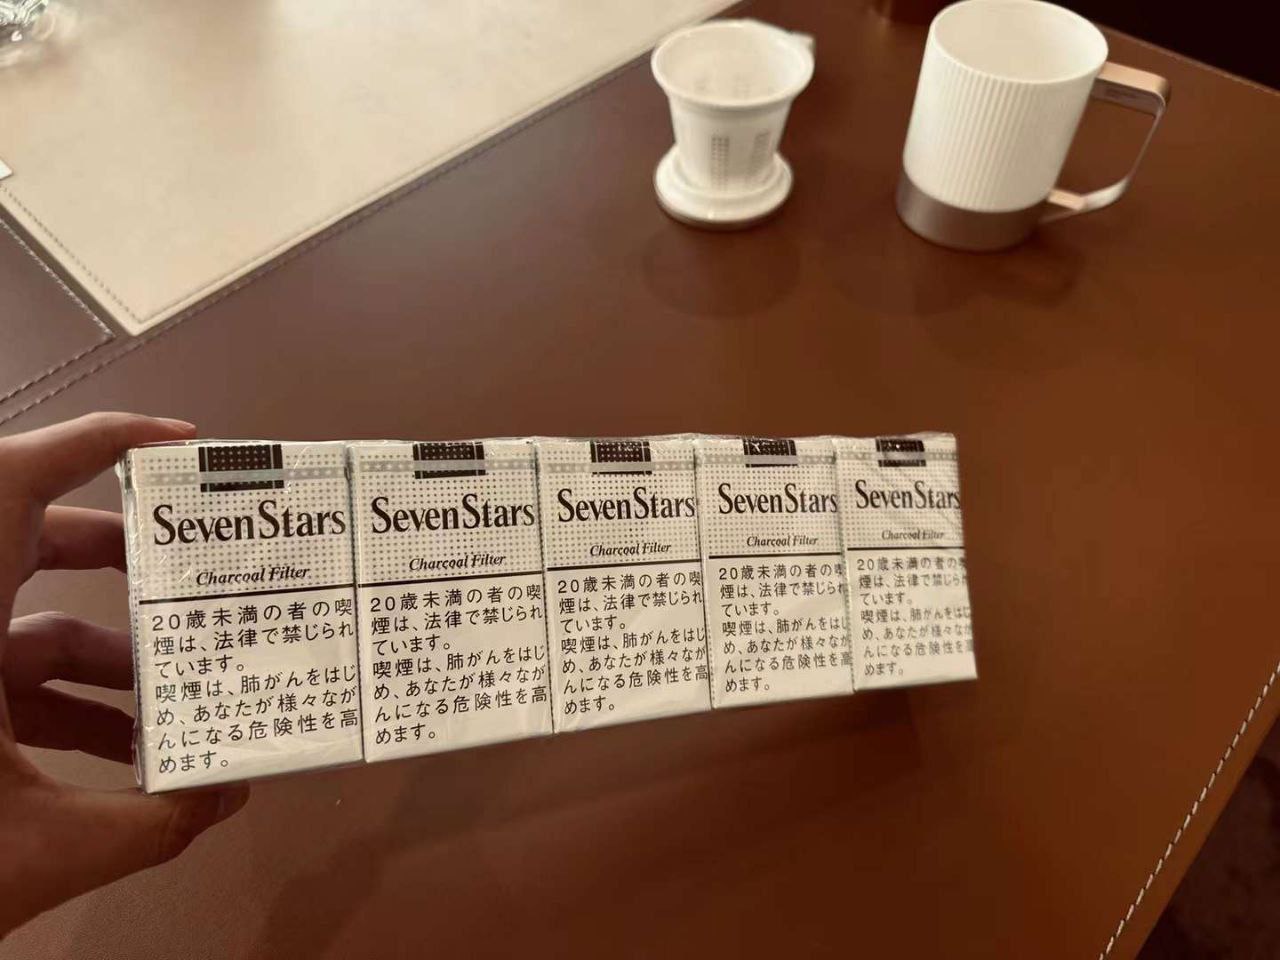 Seven Stars
Charcoal Filter
20歳未満の者の喫
煙は、法律で禁じられ
ています。
喫煙は、肺がんをはじ
め、あなたが様々なが
んになる危険性を高
めます。
Seven Stars
Charcoal Filter
20歳未満の者の喫
煙は、法律で禁じられ
ています。
喫煙は、肺がんをはじ
め、あなたが様々なが
んになる危険性を高
めます。
Seven Stars
Charcoal Filter
20歳未満の者の喫
煙は、法律で禁じられ
ています。
喫煙は、肺がんをはじ
め、あなたが様々なが
んになる危険性を高
めます。
Seven Stars
Charcoal Filter
20歳未満の者の喫
煙は、法律で禁じられ
ています。
喫煙は、肺がんをはじ
め、あなたが様々なが
んになる危険性を高
めます。
Seven Stars
Charcoal Filter
20歳未満の者の喫
煙は、法律で禁じられ
ています。
喫煙は、肺がんをはじ
め、あなたが様々なが
んになる危険性を高
めます。